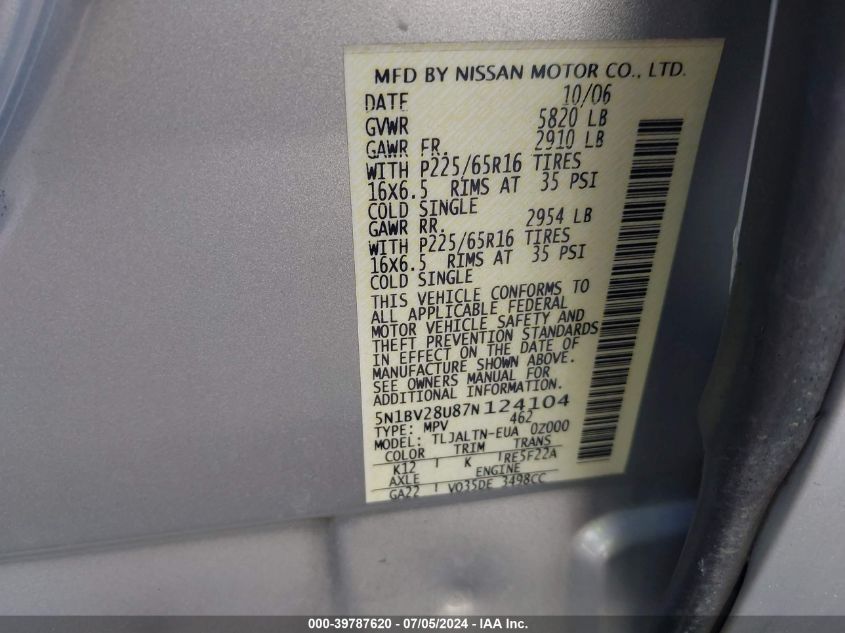 MFD BY NISSAN MOTOR CO., LTD.
DATE 10/06
GVWR 5820 LB
GAWR FR. 2910 LB
WITH P225/65R16 TIRES
16X6.5 RIMS AT 35 PSI
COLD SINGLE
GAWR RR. 2954 LB
WITH P225/65R16 TIRES
16X6.5 RIMS AT 35 PSI
COLD SINGLE
THIS VEHICLE CONFORMS TO
ALL APPLICABLE FEDERAL
MOTOR VEHICLE SAFETY AND
THEFT PREVENTION STANDARDS
IN EFFECT ON THE DATE OF
MANUFACTURE SHOWN ABOVE.
SEE OWNERS MANUAL FOR
ADDITIONAL INFORMATION.
5N1BV28U87N124104
TYPE: MPV 462
MODEL: TLJALTN-EUA 0Z000
COLOR TRIM TRANS
K12 K RE5F22A
AXLE ENGINE
GA22 VQ35DE 3498CC
000-39787620 - 07/05/2024 - IAA Inc.